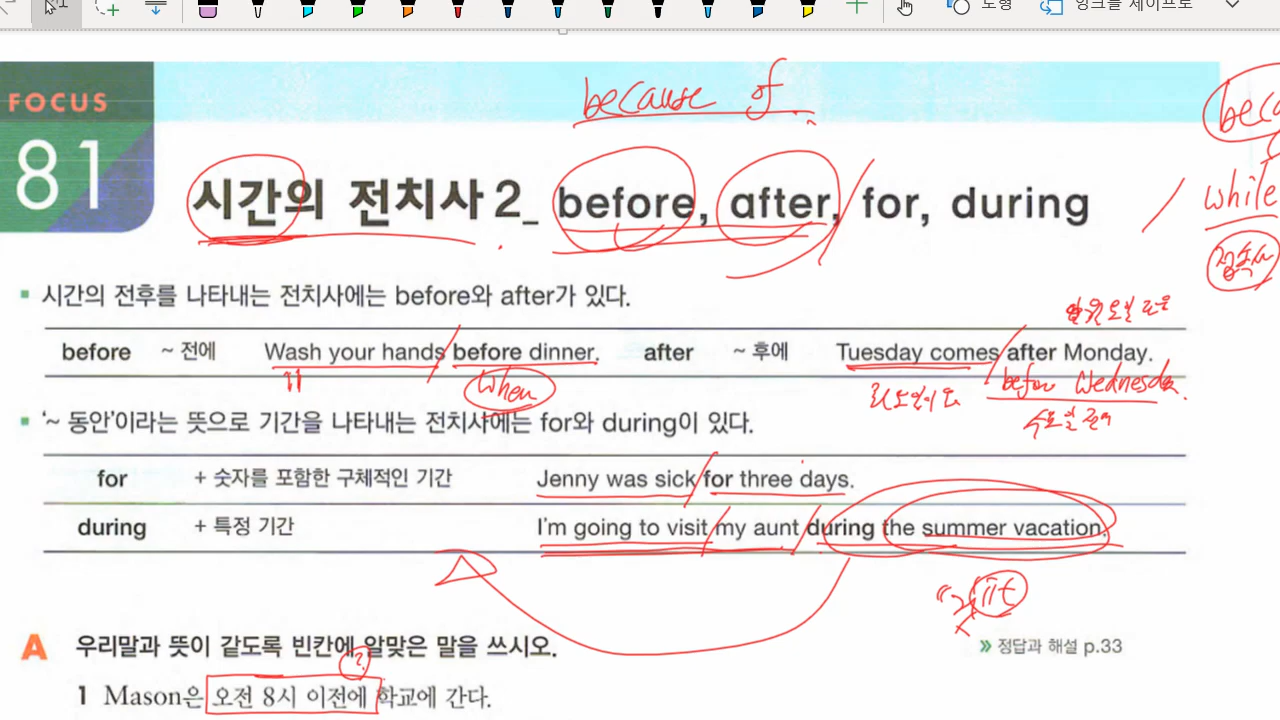 도형
잉크를 셰이프로
because of
FOCUS
81
시간의 전치사 2_ before, after, for, during
while
접속사
시간의 전후를 나타내는 전치사에는 before와 after가 있다.
before ~ 전에 Wash your hands before dinner. after ~ 후에 Tuesday comes after Monday.
when
수요일 전에
'~ 동안'이라는 뜻으로 기간을 나타내는 전치사에는 for와 during이 있다.
for + 숫자를 포함한 구체적인 기간 Jenny was sick for three days.
during + 특정 기간 I'm going to visit my aunt during the summer vacation.
A 우리말과 뜻이 같도록 빈칸에 알맞은 말을 쓰시오.
» 정답과 해설 p.33
?
1 Mason은 오전 8시 이전에 학교에 간다.